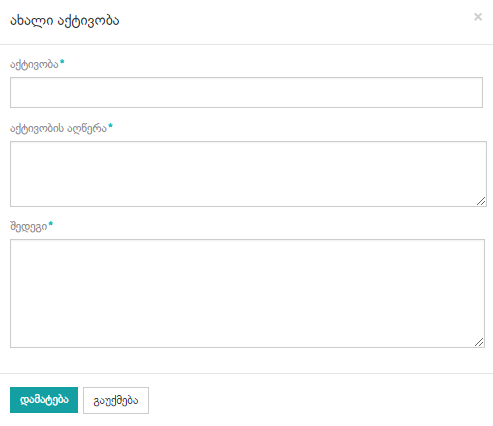 ახალი აქტივობა ×
აქტივობა*
აქტივობის აღწერა*
შედეგი*
დამატება გაუქმება